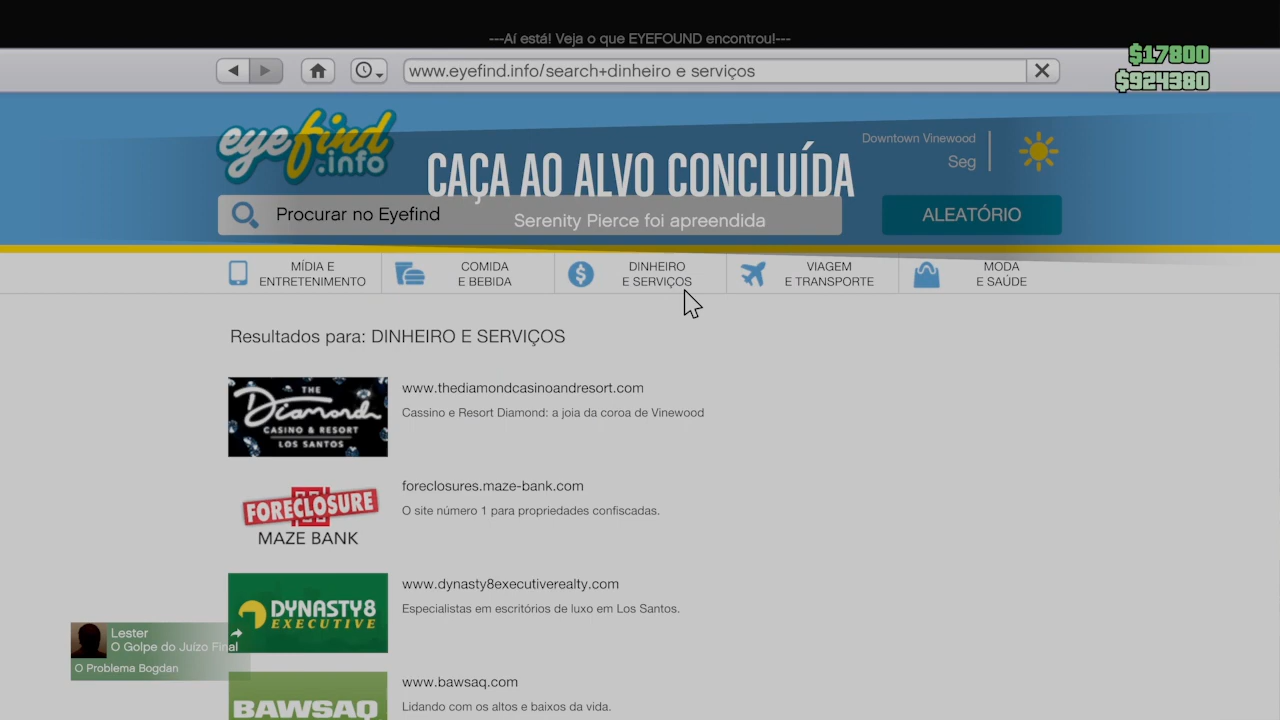 ---Aí está! Veja o que EYEFOUND encontrou!---
$17800
$924380
www.eyefind.info/search+dinheiro e serviços
eyefind
.info
CAÇA AO ALVO CONCLUÍDA
Downtown Vinewood
Seg
Procurar no Eyefind
Serenity Pierce foi apreendida
ALEATÓRIO
MÍDIA E
ENTRETENIMENTO
COMIDA
E BEBIDA
DINHEIRO
E SERVIÇOS
VIAGEM
E TRANSPORTE
MODA
E SAÚDE
Resultados para: DINHEIRO E SERVIÇOS
THE
Diamond
CASINO & RESORT
LOS SANTOS
www.thediamondcasinoandresort.com
Cassino e Resort Diamond: a joia da coroa de Vinewood
FORECLOSURE
MAZE BANK
foreclosures.maze-bank.com
O site número 1 para propriedades confiscadas.
DYNASTY8
EXECUTIVE
www.dynasty8executiverealty.com
Especialistas em escritórios de luxo em Los Santos.
Lester
O Golpe do Juízo Final
O Problema Bogdan
BAWSAQ
www.bawsaq.com
Lidando com os altos e baixos da vida.